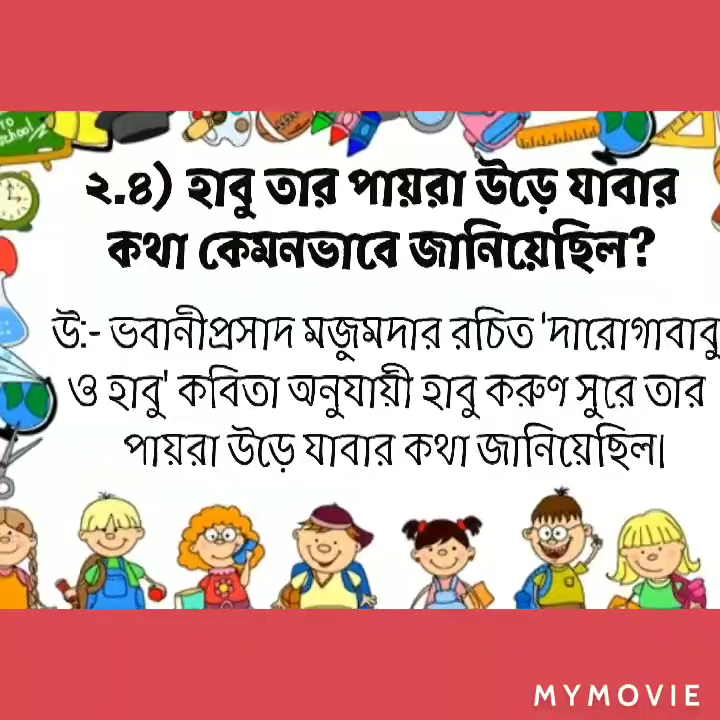 ২.৪) হাবু তার পায়রা উড়ে যাবার
কথা কেমনভাবে জানিয়েছিল?
উ:- ভবানীপ্রসাদ মজুমদার রচিত 'দারোগাবাবু
ও হাবু' কবিতা অনুযায়ী হাবু করুণ সুরে তার
পায়রা উড়ে যাবার কথা জানিয়েছিল।
MYMOVIE